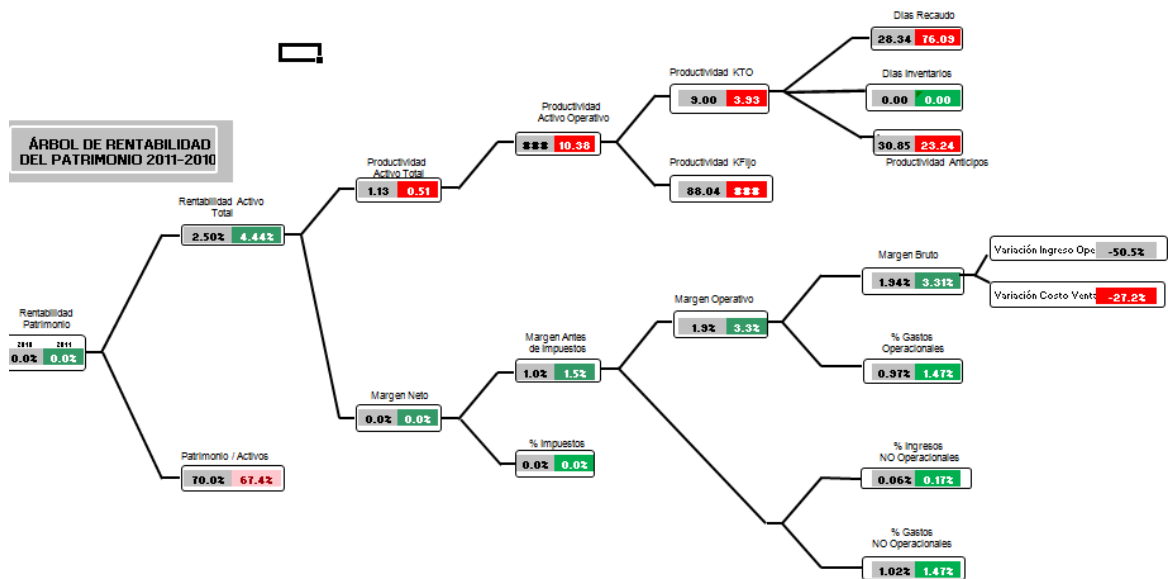 Días Recaudo
28.34 76.09
Productividad KTO
9.00 3.93
Días Inventarios
0.00 0.00
30.85 23.24
Productividad Anticipos
Productividad
Activo Operativo
### 10.38
ÁRBOL DE RENTABILIDAD
DEL PATRIMONIO 2011-2010
Productividad
Activo Total
1.13 0.51
Productividad KFijo
88.04 ###
Rentabilidad Activo
Total
2.50% 4.44%
Margen Bruto
1.94% 3.31%
Variación Ingreso Ope -50.5%
Variación Costo Venta -27.2%
Margen Operativo
1.9% 3.3%
Rentabilidad
Patrimonio
2010 2011
0.0% 0.0%
Margen Antes
de Impuestos
1.0% 1.5%
% Gastos
Operacionales
0.97% 1.47%
Margen Neto
0.0% 0.0%
% Impuestos
0.0% 0.0%
Patrimonio / Activos
70.0% 67.4%
% Ingresos
NO Operacionales
0.06% 0.17%
% Gastos
NO Operacionales
1.02% 1.47%